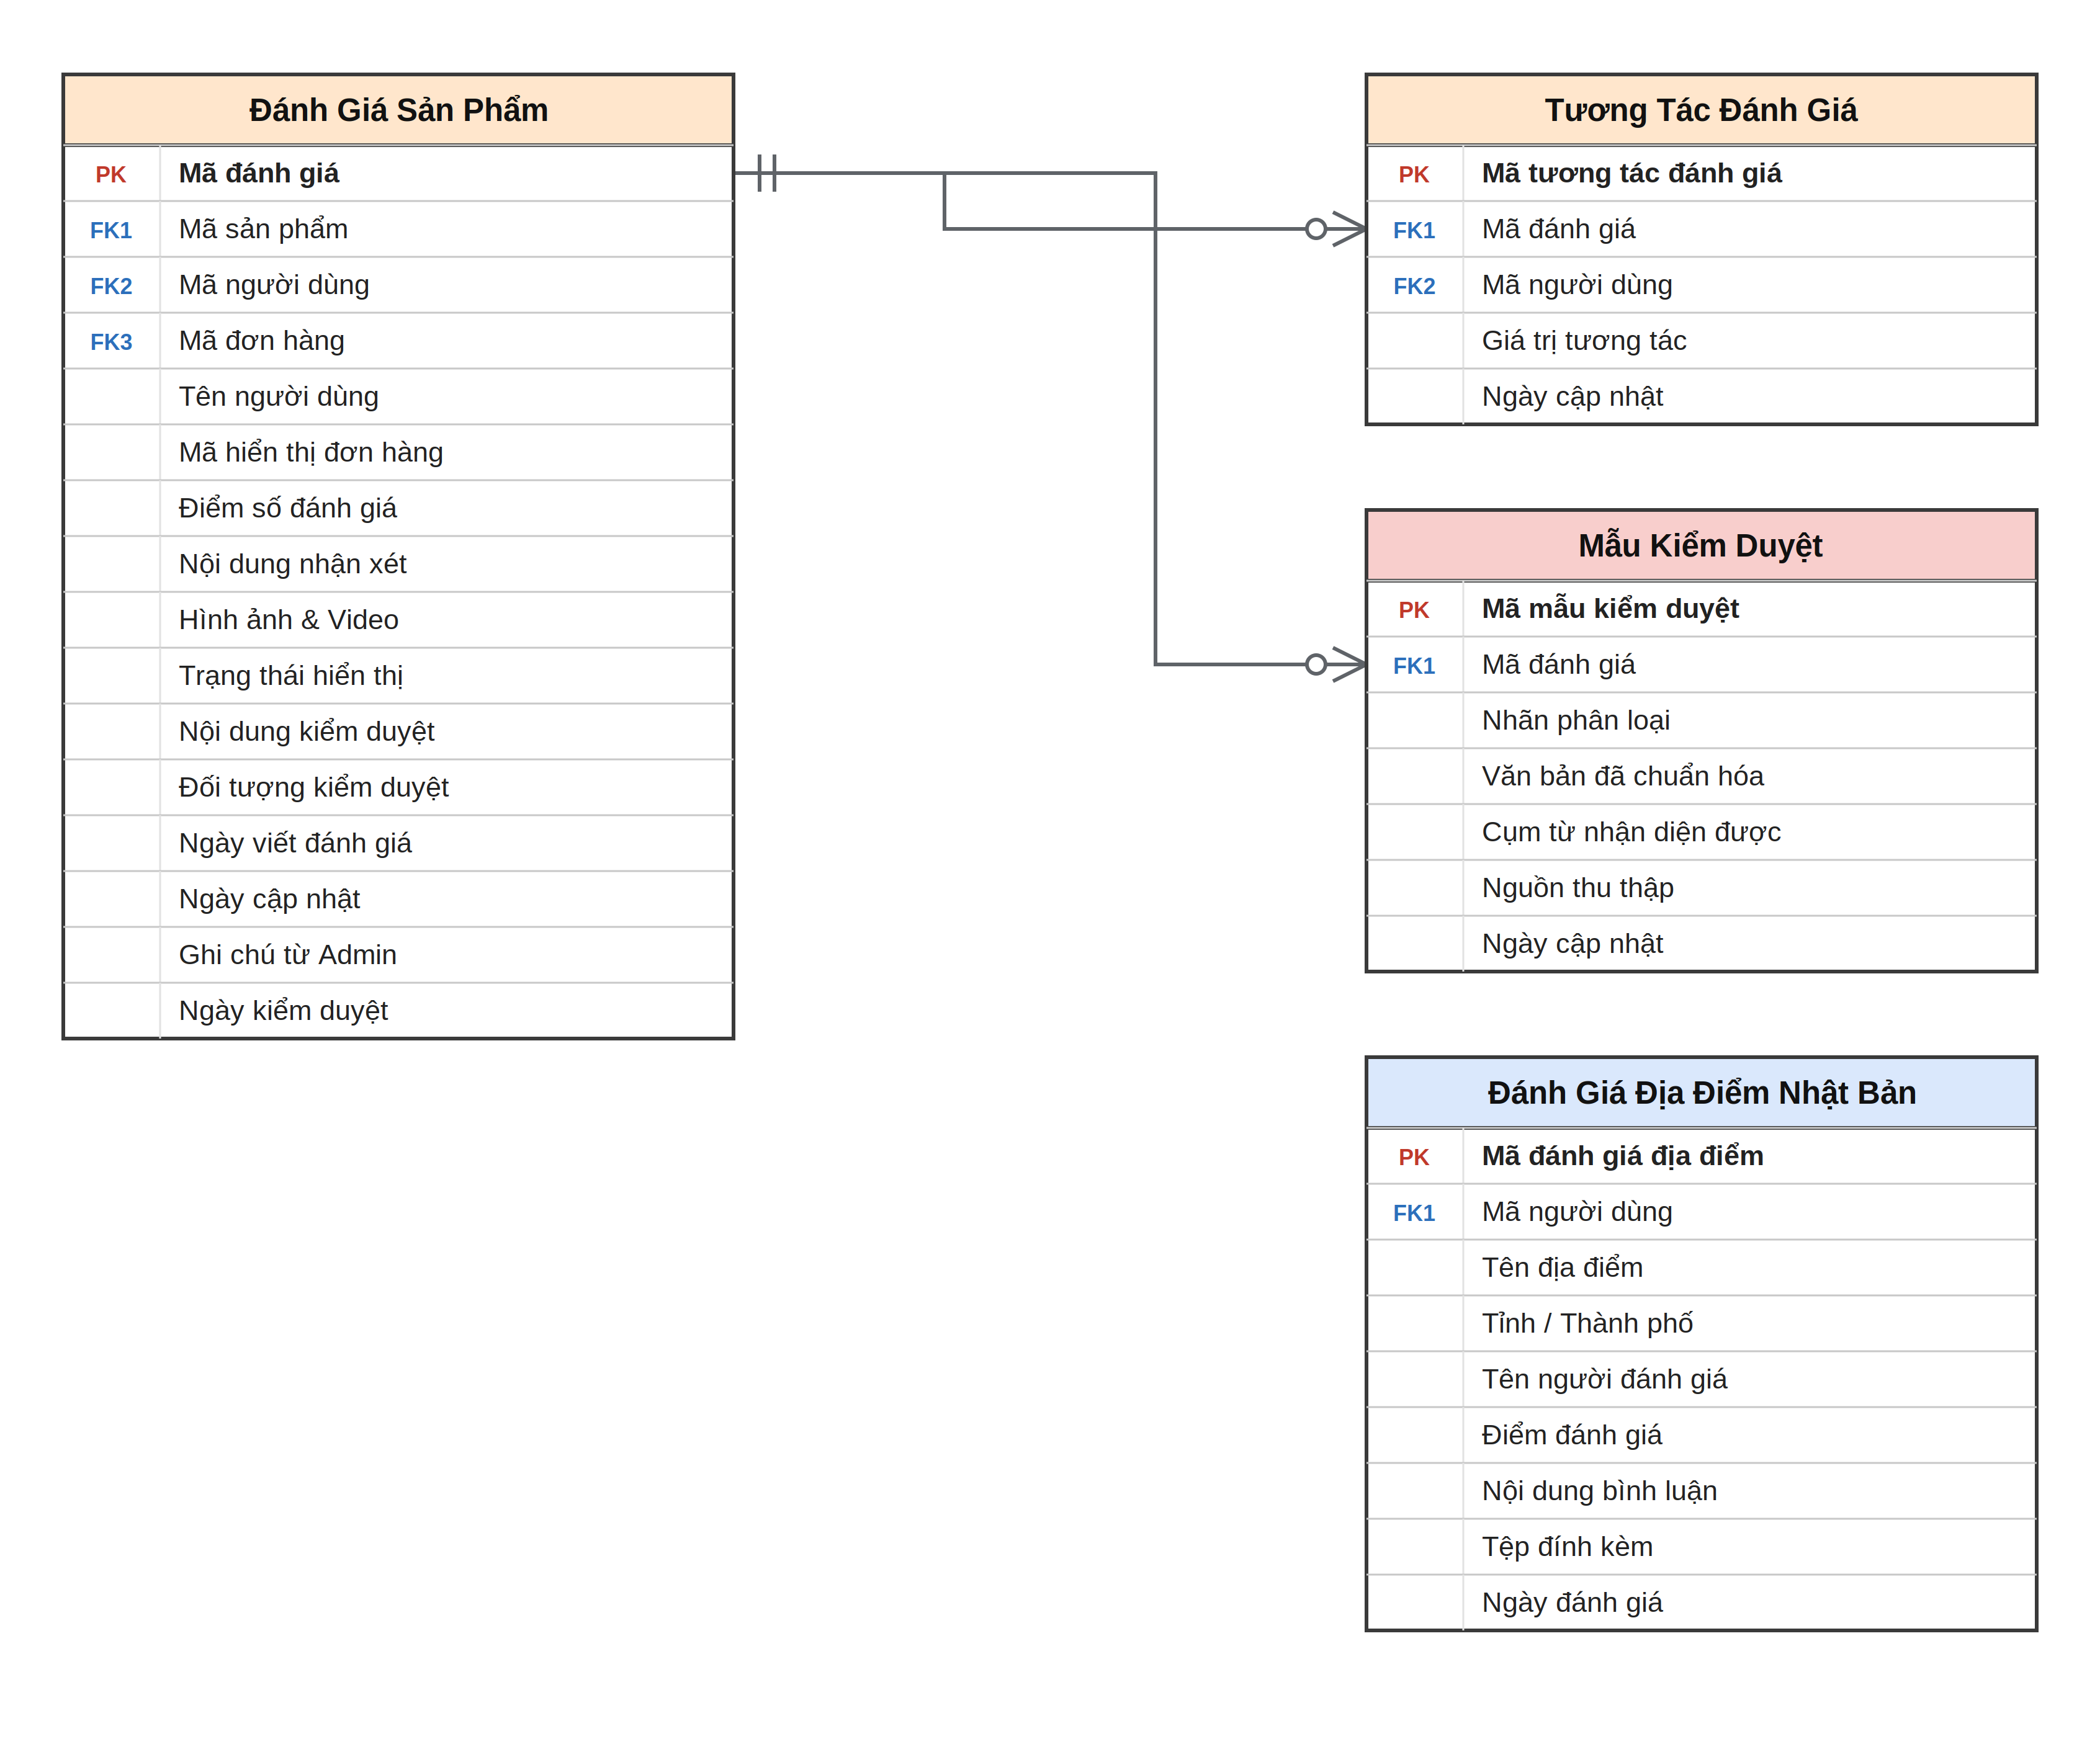 Đánh Giá Sản Phẩm
PK Mã đánh giá
FK1 Mã sản phẩm
FK2 Mã người dùng
FK3 Mã đơn hàng
Tên người dùng
Mã hiển thị đơn hàng
Điểm số đánh giá
Nội dung nhận xét
Hình ảnh & Video
Trạng thái hiển thị
Nội dung kiểm duyệt
Đối tượng kiểm duyệt
Ngày viết đánh giá
Ngày cập nhật
Ghi chú từ Admin
Ngày kiểm duyệt
Tương Tác Đánh Giá
PK Mã tương tác đánh giá
FK1 Mã đánh giá
FK2 Mã người dùng
Giá trị tương tác
Ngày cập nhật
Mẫu Kiểm Duyệt
PK Mã mẫu kiểm duyệt
FK1 Mã đánh giá
Nhãn phân loại
Văn bản đã chuẩn hóa
Cụm từ nhận diện được
Nguồn thu thập
Ngày cập nhật
Đánh Giá Địa Điểm Nhật Bản
PK Mã đánh giá địa điểm
FK1 Mã người dùng
Tên địa điểm
Tỉnh / Thành phố
Tên người đánh giá
Điểm đánh giá
Nội dung bình luận
Tệp đính kèm
Ngày đánh giá